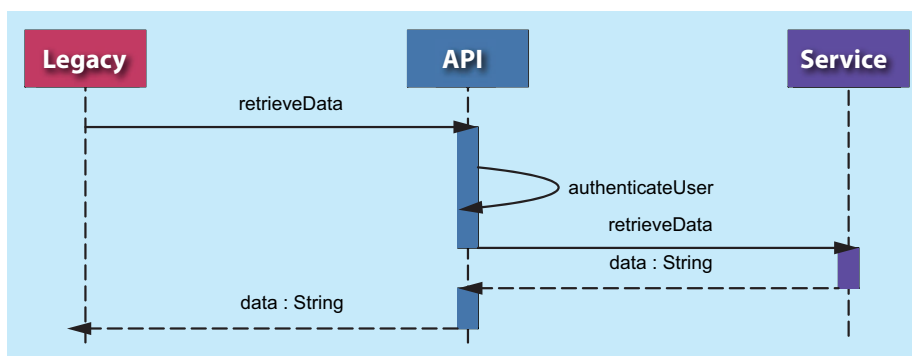 Legacy
API
Service
retrieveData
authenticateUser
retrieveData
data : String
data : String